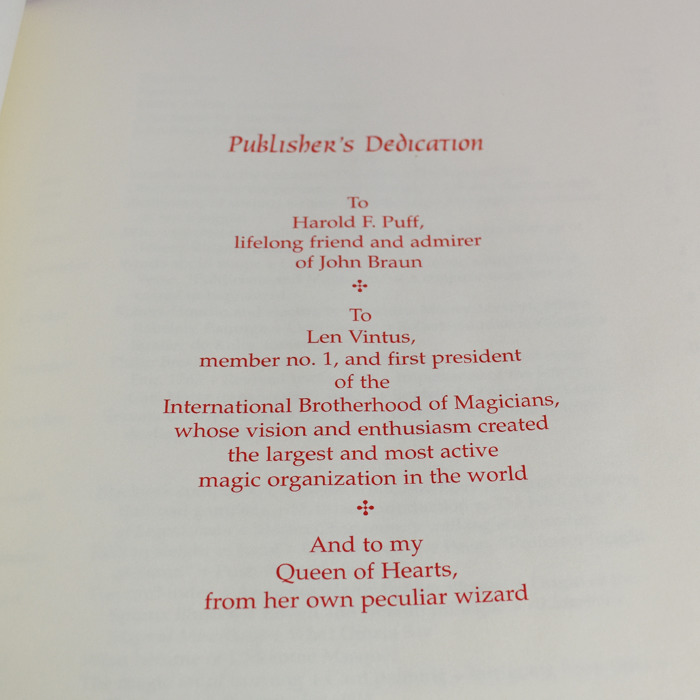 Publisher's Dedication
To
Harold F. Puff,
lifelong friend and admirer
of John Braun
To
Len Vintus,
member no. 1, and first president
of the
International Brotherhood of Magicians,
whose vision and enthusiasm created
the largest and most active
magic organization in the world
And to my
Queen of Hearts,
from her own peculiar wizard